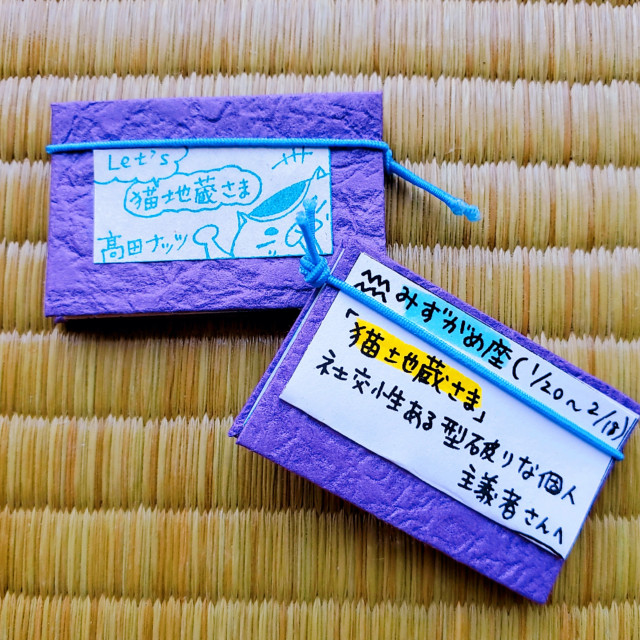 Let's
猫地蔵さま
髙田ナッツ
♒みずがめ座(1/20〜2/18)
「猫地蔵さま」
社交性ある型破りな個人
主義者さんへ